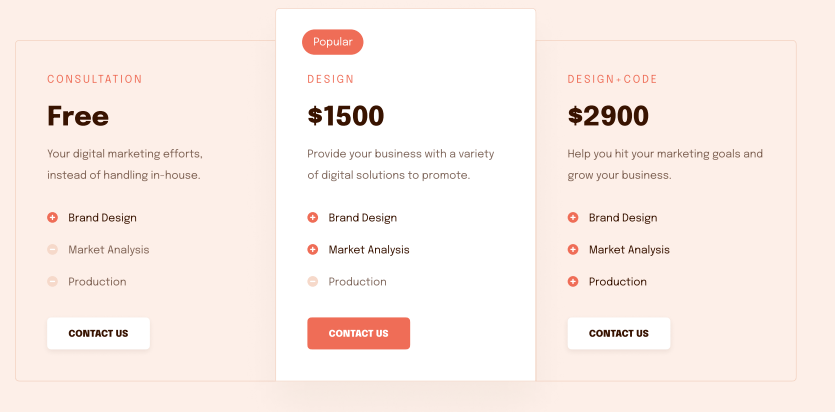 CONSULTATION
Free
Your digital marketing efforts,
instead of handling in-house.
Brand Design
Market Analysis
Production
CONTACT US
Popular
DESIGN
$1500
Provide your business with a variety
of digital solutions to promote.
Brand Design
Market Analysis
Production
CONTACT US
DESIGN+CODE
$2900
Help you hit your marketing goals and
grow your business.
Brand Design
Market Analysis
Production
CONTACT US